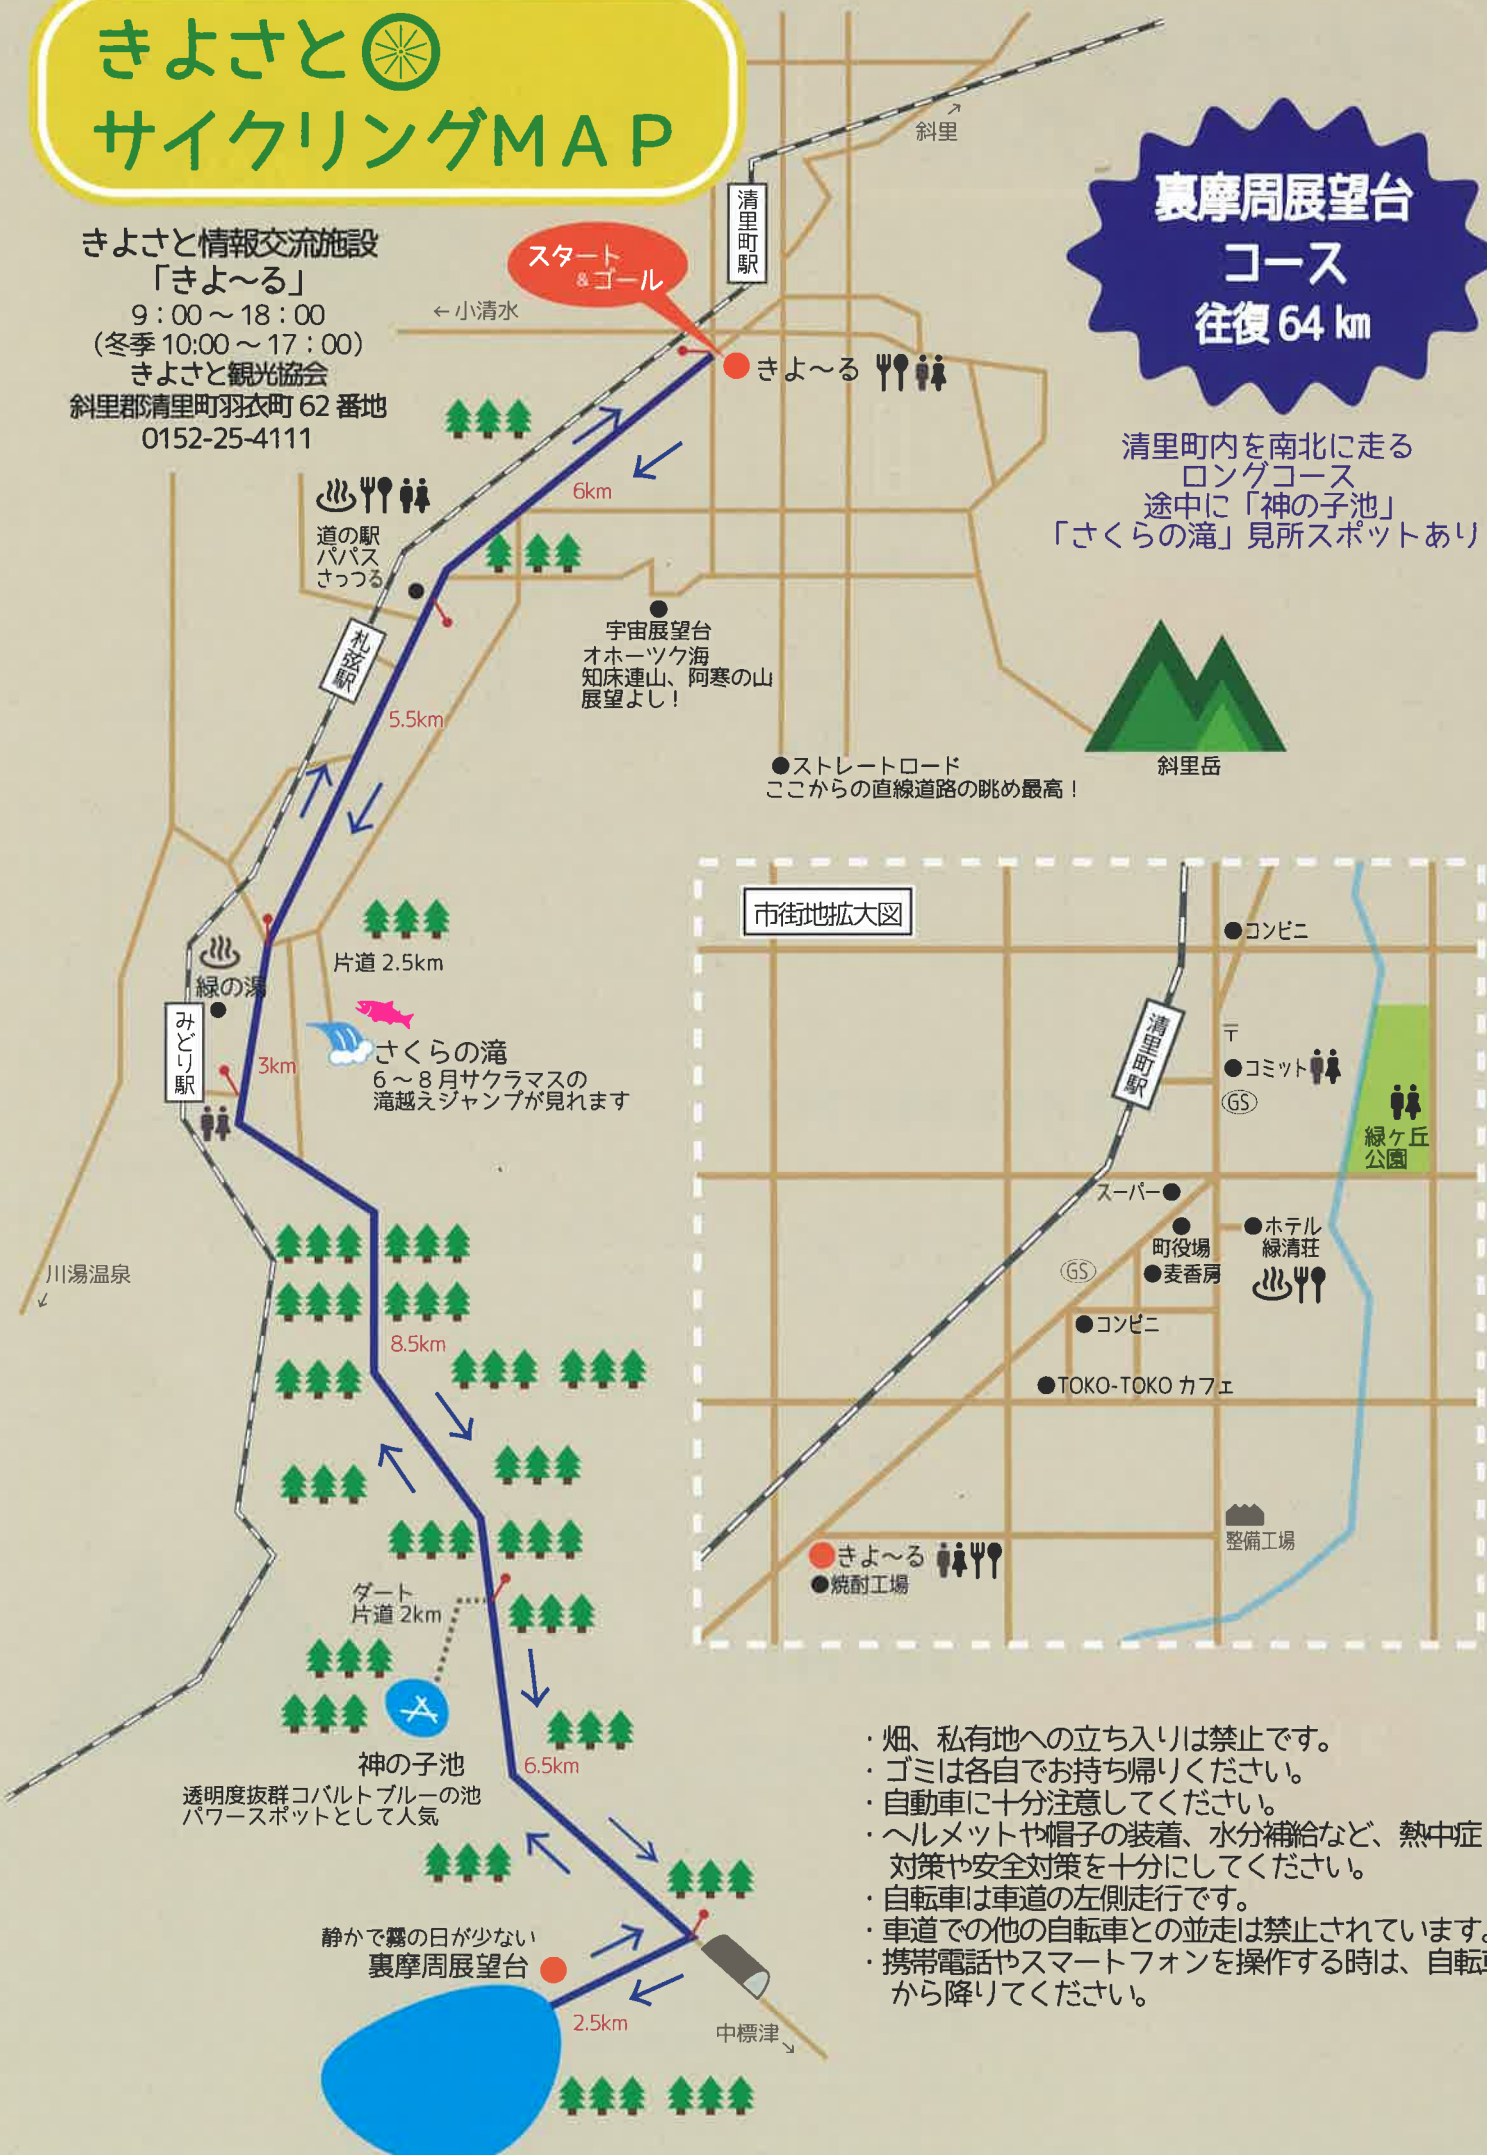 きよさと
サイクリングMAP
きよさと情報交流施設
「きよ～る」
9：00～18：00
（冬季10:00～17：00）
きよさと観光協会
斜里郡清里町羽衣町62番地
0152-25-4111
裏摩周展望台
コース
往復64㎞
清里町内を南北に走る
ロングコース
途中に「神の子池」
「さくらの滝」見所スポットあり
↗
斜里
清里町駅
スタート
&ゴール
←小清水
きよ～る
6km
道の駅
パパス
さっつる
札弦駅
宇宙展望台
オホーツク海
知床連山、阿寒の山
展望よし！
5.5km
●ストレートロード
ここからの直線道路の眺め最高！
斜里岳
片道2.5km
緑の湯
みどり駅
3km
さくらの滝
6～8月サクラマスの
滝越えジャンプが見れます
川湯温泉
↙
8.5km
ダート
片道2km
神の子池
透明度抜群コバルトブルーの池
パワースポットとして人気
6.5km
静かで霧の日が少ない
裏摩周展望台
2.5km
中標津↘
市街地拡大図
●コンビニ
清里町駅
〒
●コミット
GS
緑ヶ丘
公園
スーパー●
町役場
●ホテル
緑清荘
GS
●麦香房
●コンビニ
●TOKO-TOKOカフェ
整備工場
きよ～る
●焼酎工場
・畑、私有地への立ち入りは禁止です。
・ゴミは各自でお持ち帰りください。
・自動車に十分注意してください。
・ヘルメットや帽子の装着、水分補給など、熱中症
対策や安全対策を十分にしてください。
・自転車は車道の左側走行です。
・車道での他の自転車との並走は禁止されています。
・携帯電話やスマートフォンを操作する時は、自転車
から降りてください。